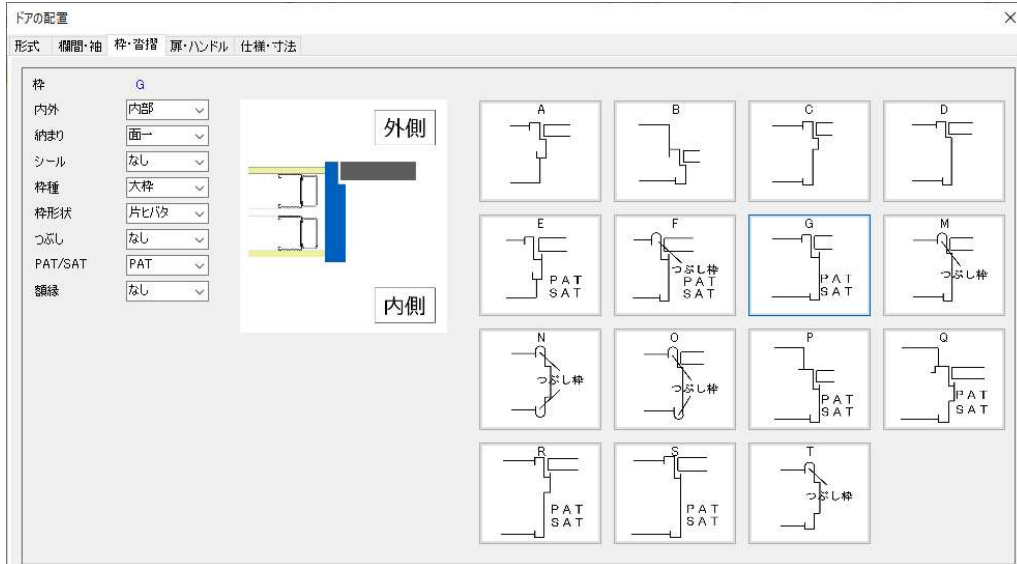 ドアの配置
形式 欄間・袖 枠・沓摺 扉・ハンドル 仕様・寸法
枠 G
内外 内部
納まり 面一
シール なし
枠種 大枠
枠形状 片ヒバタ
つぶし なし
PAT/SAT PAT
額縁 なし
外側
内側
A B C D
E F G M
PAT SAT
つぶし枠 PAT SAT
PAT SAT
つぶし枠
N O P Q
つぶし枠
つぶし枠
PAT SAT
PAT SAT
R S T
PAT SAT
PAT SAT
つぶし枠